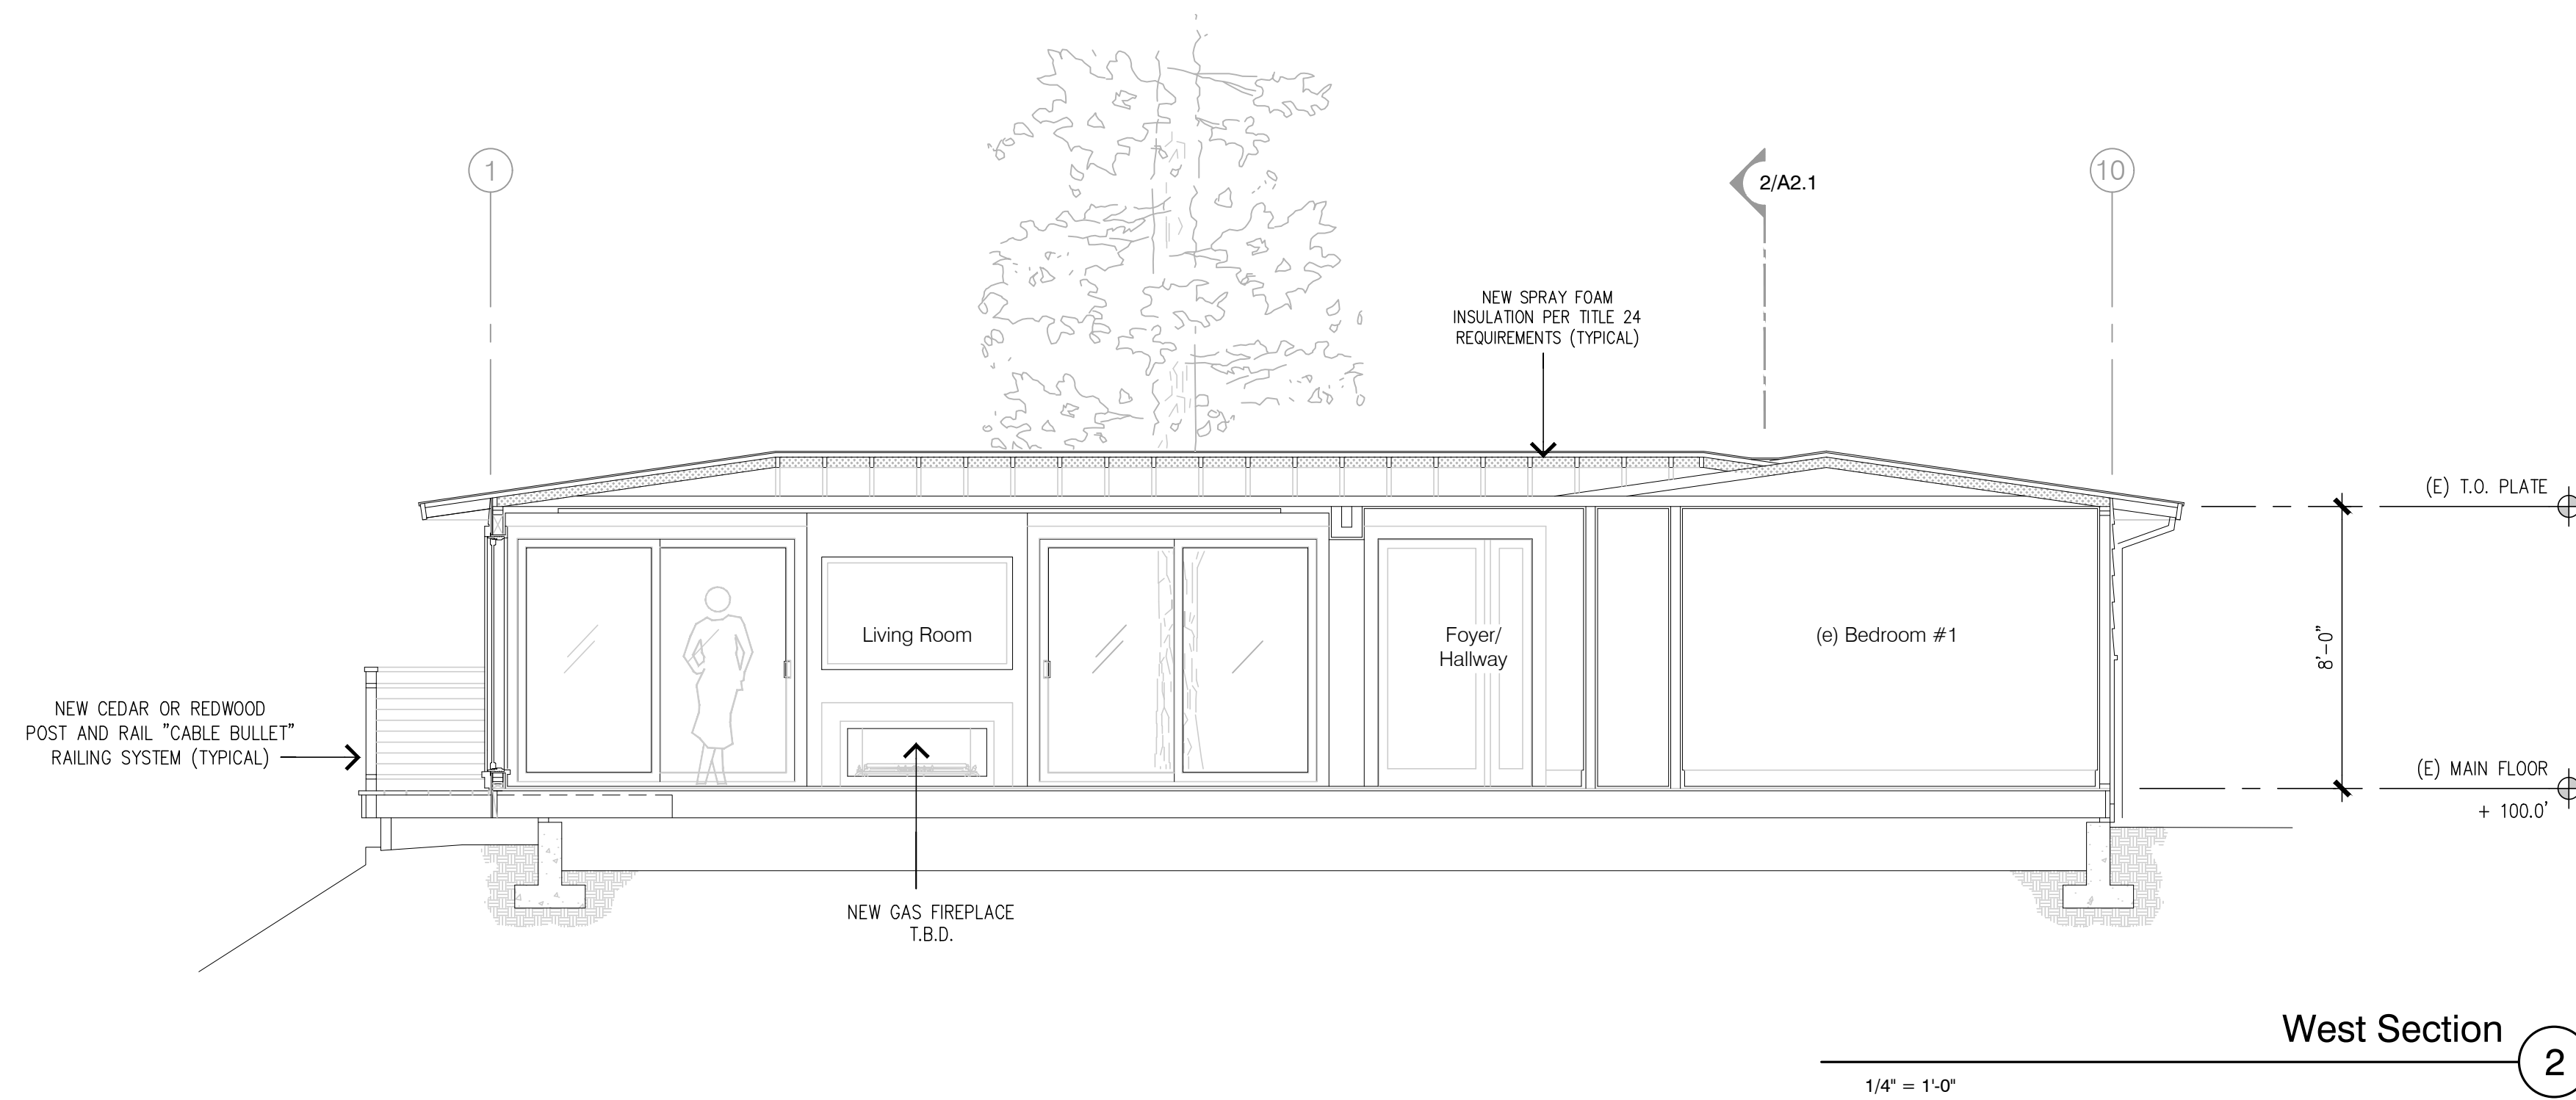 1
10
2/A2.1
NEW SPRAY FOAM
INSULATION PER TITLE 24
REQUIREMENTS (TYPICAL)
(E) T.O. PLATE
Living Room
Foyer/
Hallway
(e) Bedroom #1
8'-0"
NEW CEDAR OR REDWOOD
POST AND RAIL "CABLE BULLET"
RAILING SYSTEM (TYPICAL)
(E) MAIN FLOOR
+ 100.0'
NEW GAS FIREPLACE
T.B.D.
West Section
2
1/4" = 1'-0"